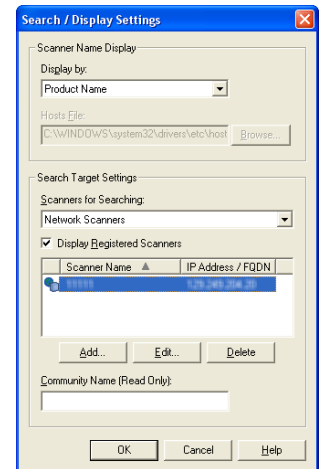 Search / Display Settings
Scanner Name Display
Display by:
Product Name
Hosts File:
C:\WINDOWS\system32\drivers\etc\host
Browse...
Search Target Settings
Scanners for Searching:
Network Scanners
Display Registered Scanners
Scanner Name IP Address / FQDN
Add... Edit... Delete
Community Name (Read Only):
OK Cancel Help